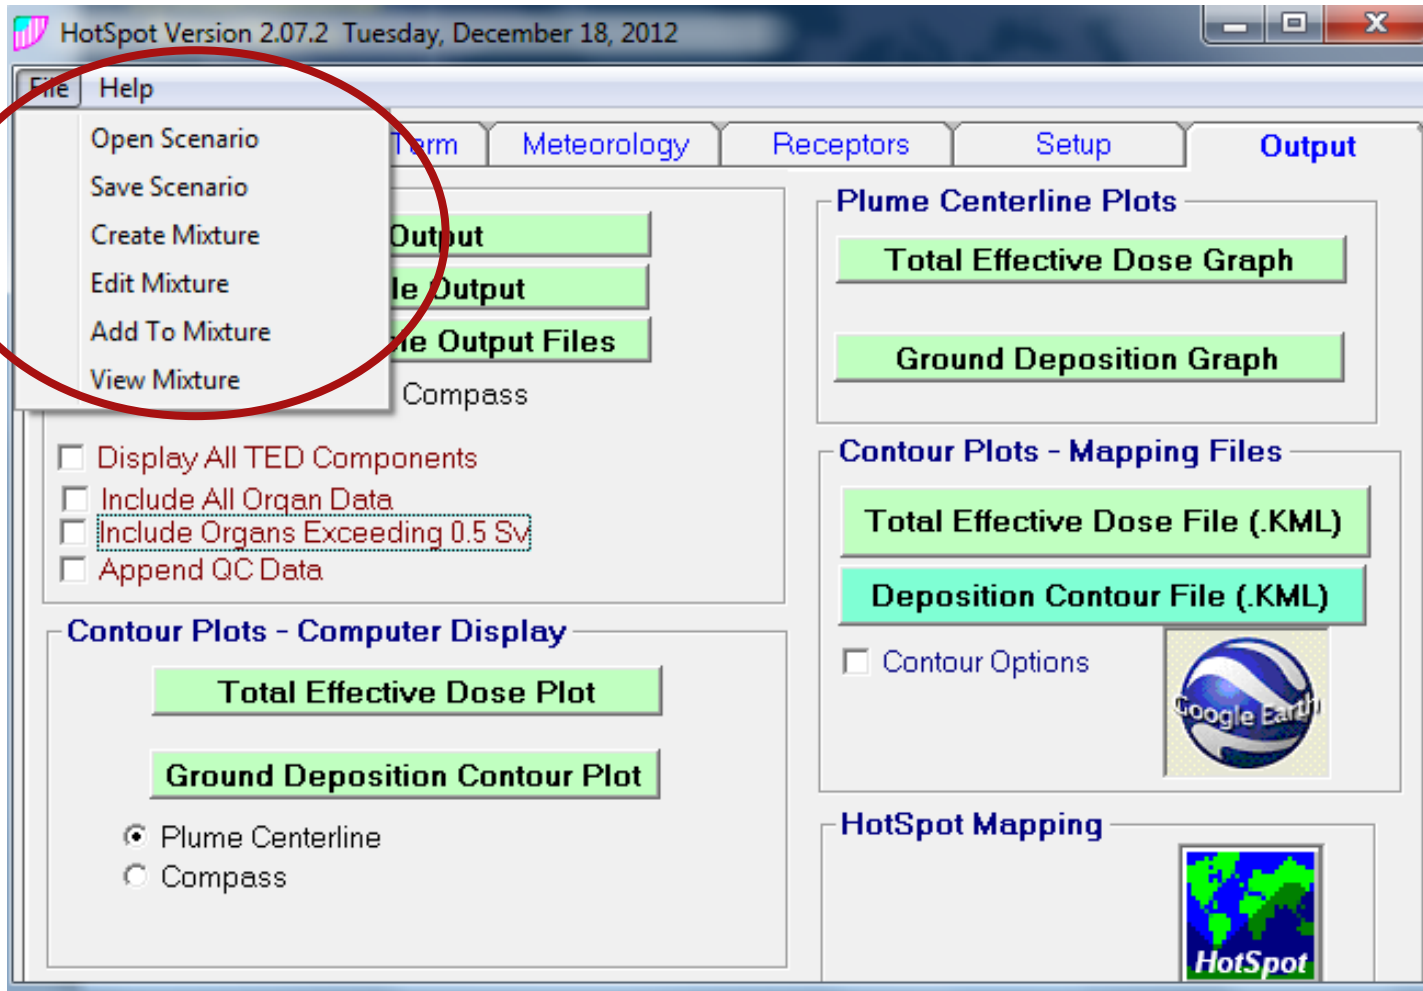 HotSpot Version 2.07.2 Tuesday, December 18, 2012
File Help
Open Scenario
Save Scenario
Create Mixture
Edit Mixture
Add To Mixture
View Mixture
Term Meteorology Receptors Setup Output
Output
le Output
Output Files
Compass
Display All TED Components
Include All Organ Data
Include Organs Exceeding 0.5 Sv
Append QC Data
Contour Plots - Computer Display
Total Effective Dose Plot
Ground Deposition Contour Plot
Plume Centerline
Compass
Plume Centerline Plots
Total Effective Dose Graph
Ground Deposition Graph
Contour Plots - Mapping Files
Total Effective Dose File (.KML)
Deposition Contour File (.KML)
Contour Options
Google Earth
HotSpot Mapping
HotSpot